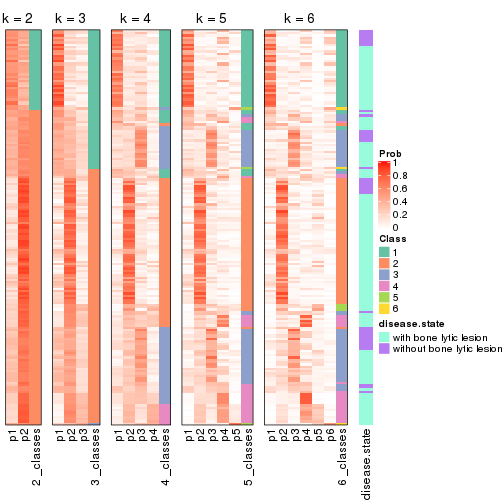 k = 2
k = 3
k = 4
k = 5
k = 6
Prob
1
0.8
0.6
0.4
0.2
0
Class
1
2
3
4
5
6
disease.state
with bone lytic lesion
without bone lytic lesion
p1
p2
2_classes
p1
p2
p3
3_classes
p1
p2
p3
p4
4_classes
p1
p2
p3
p4
p5
5_classes
p1
p2
p3
p4
p5
p6
6_classes
disease.state